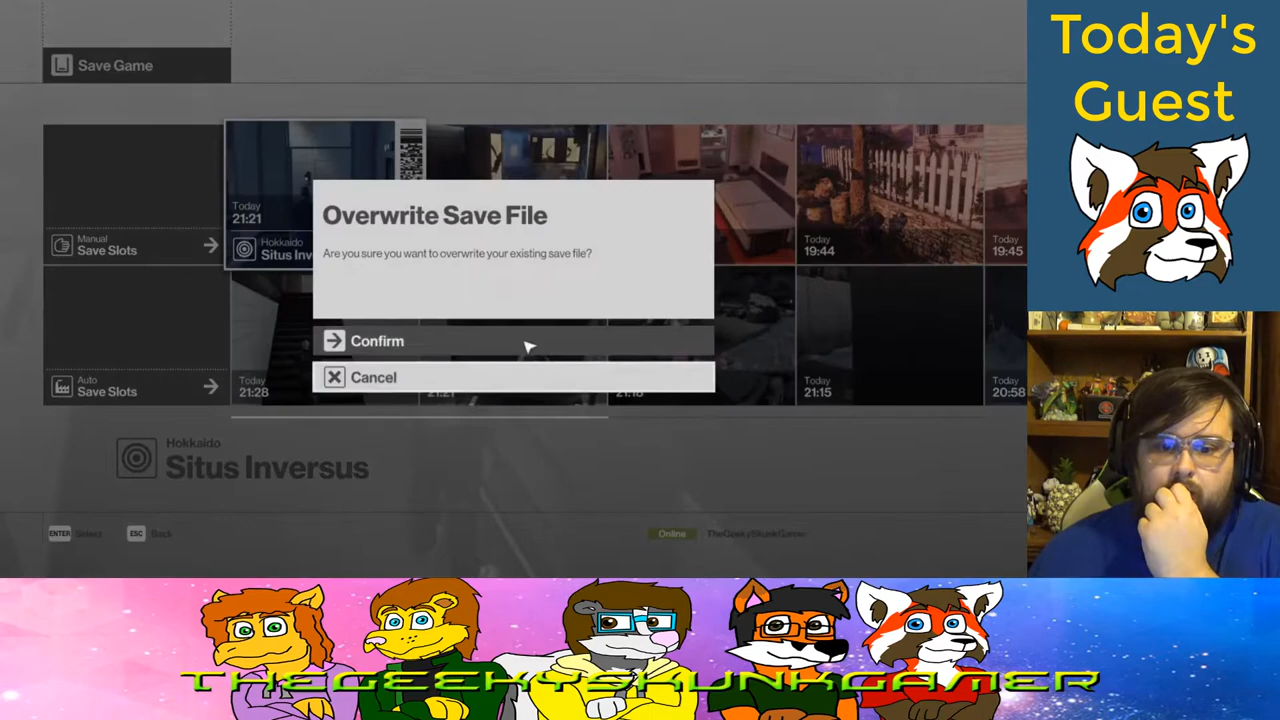 Today's
Guest
Save Game
Today
21:21
Manual
Save Slots
Hokkaido
Situs Inv
Overwrite Save File
Are you sure you want to overwrite your existing save file?
Confirm
Cancel
Today
19:44
Today
19:45
Auto
Save Slots
Today
21:28
21:21
Today
21:15
Today
20:58
Hokkaido
Situs Inversus
ENTER Select
ESC Back
Online
TheGeekySkunkGamer
THEGEEKYSKUNKGAMER